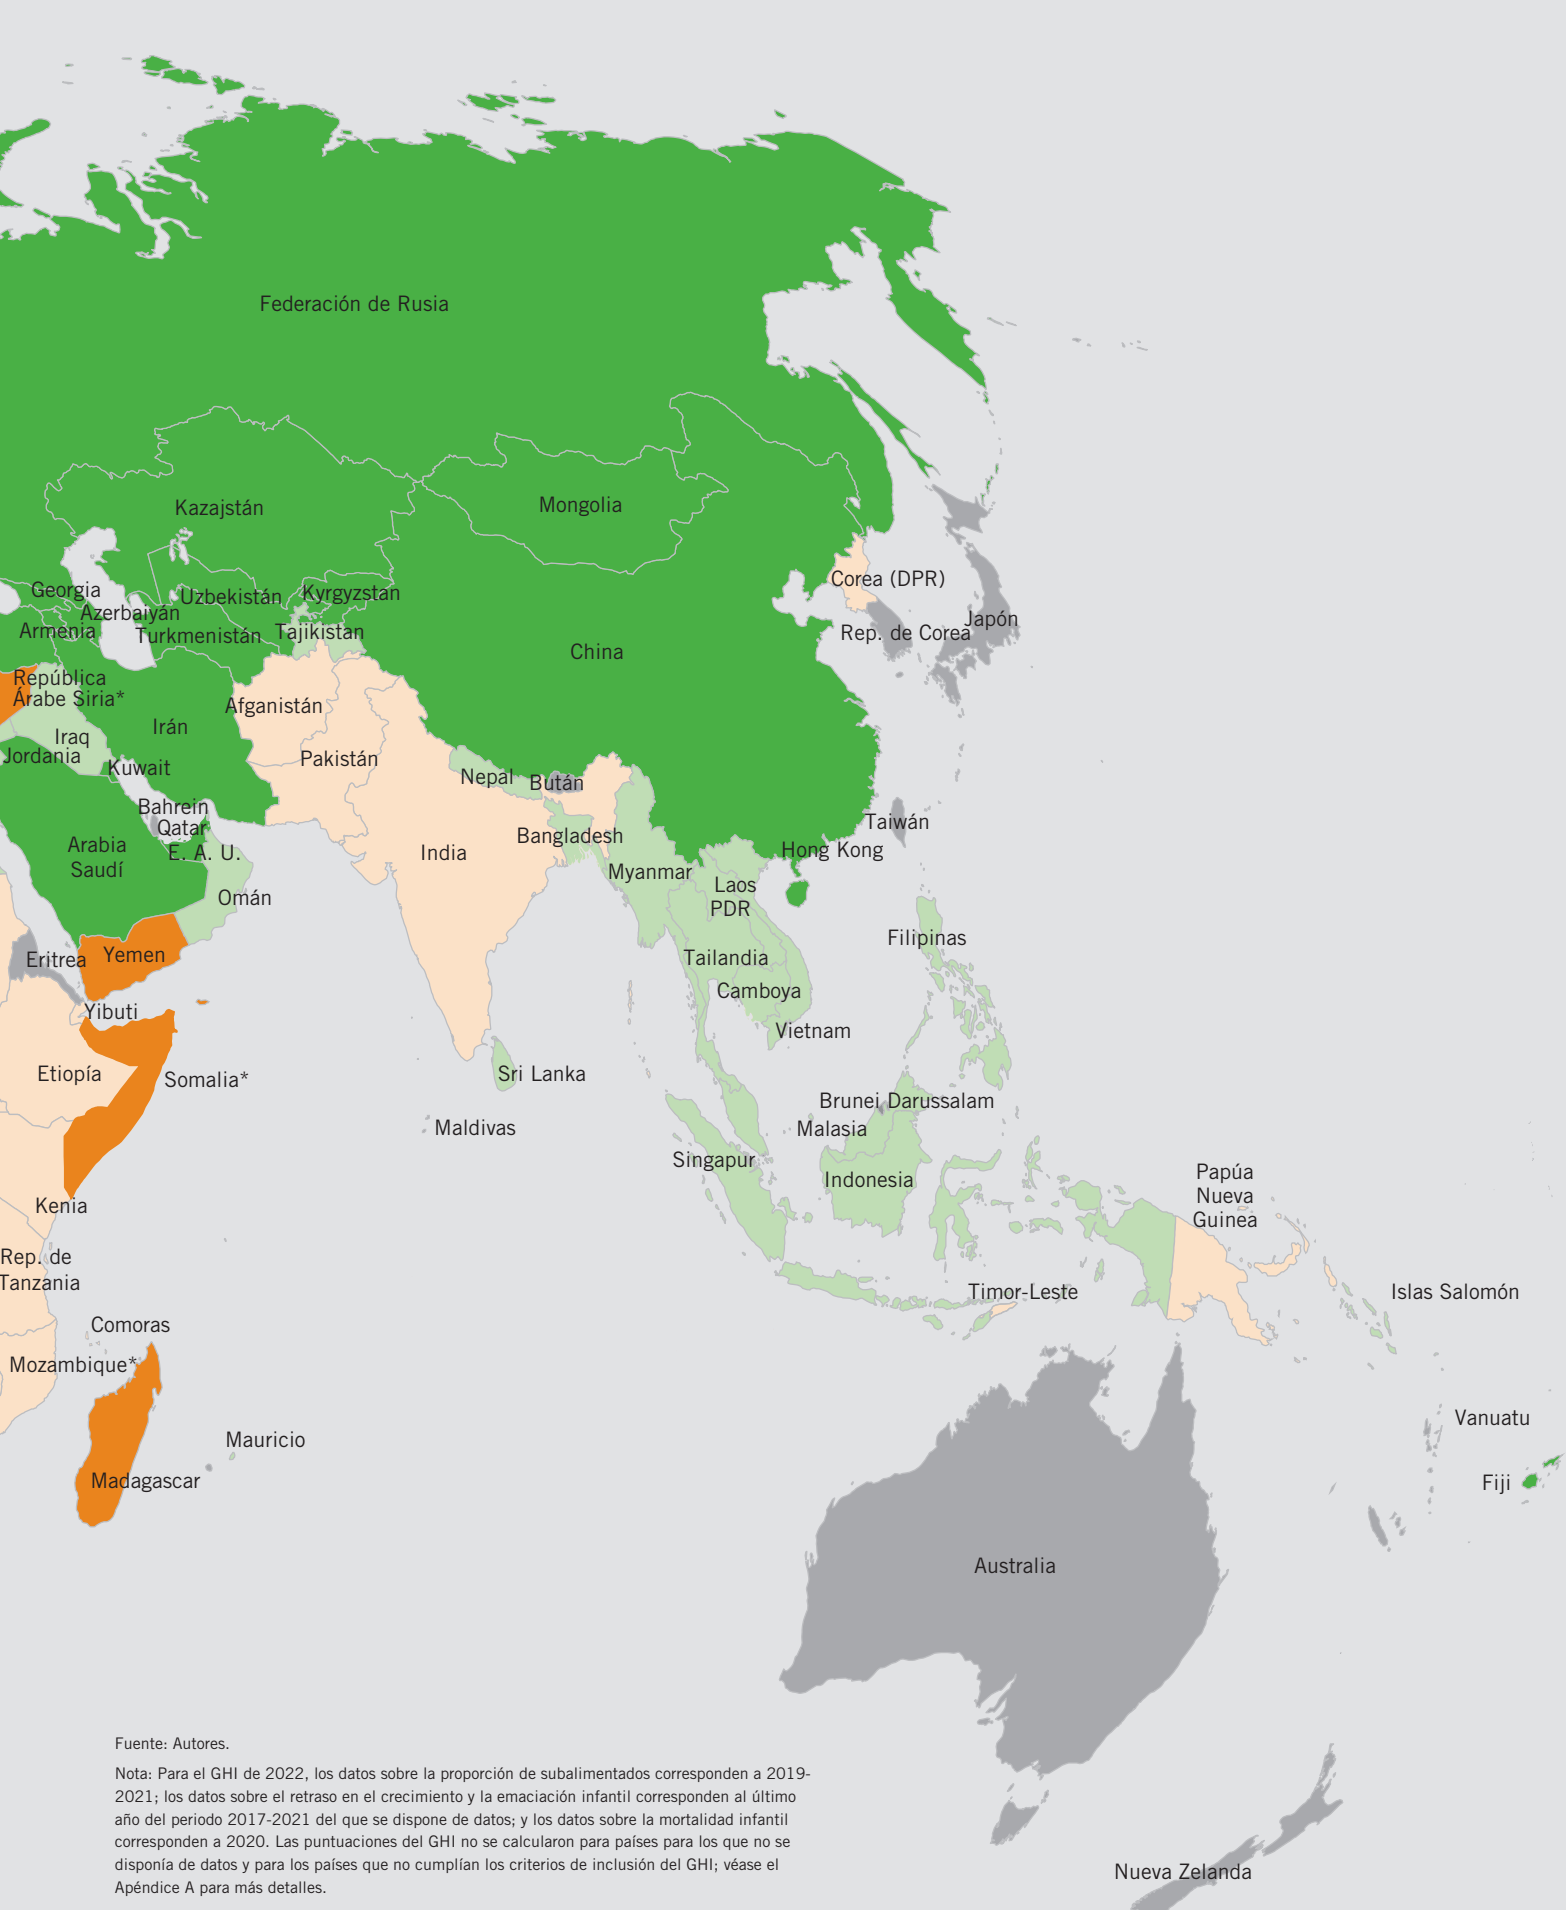 Federación de Rusia
Kazajstán
Mongolia
Georgia
Azerbaiyán
Uzbekistán
Kyrgyzstan
Armenia
Turkmenistán
Tajikistan
Corea (DPR)
Japón
Rep. de Corea
China
República
Árabe Siria*
Afganistán
Irán
Iraq
Jordania
Kuwait
Pakistán
Nepal
Bután
Bahrein
Qatar
Arabia
Saudí
E. A. U.
India
Bangladesh
Taiwán
Hong Kong
Myanmar
Laos
PDR
Omán
Filipinas
Eritrea
Yemen
Tailandia
Camboya
Yibuti
Vietnam
Etiopía
Somalia*
Sri Lanka
Maldivas
Brunei Darussalam
Malasia
Singapur
Indonesia
Papúa
Nueva
Guinea
Kenia
Rep. de
Tanzania
Timor-Leste
Islas Salomón
Comoras
Mozambique*
Mauricio
Madagascar
Vanuatu
Fiji
Australia
Nueva Zelanda
Fuente: Autores.
Nota: Para el GHI de 2022, los datos sobre la proporción de subalimentados corresponden a 2019-
2021; los datos sobre el retraso en el crecimiento y la emaciación infantil corresponden al último
año del periodo 2017-2021 del que se dispone de datos; y los datos sobre la mortalidad infantil
corresponden a 2020. Las puntuaciones del GHI no se calcularon para países para los que no se
disponía de datos y para los países que no cumplían los criterios de inclusión del GHI; véase el
Apéndice A para más detalles.